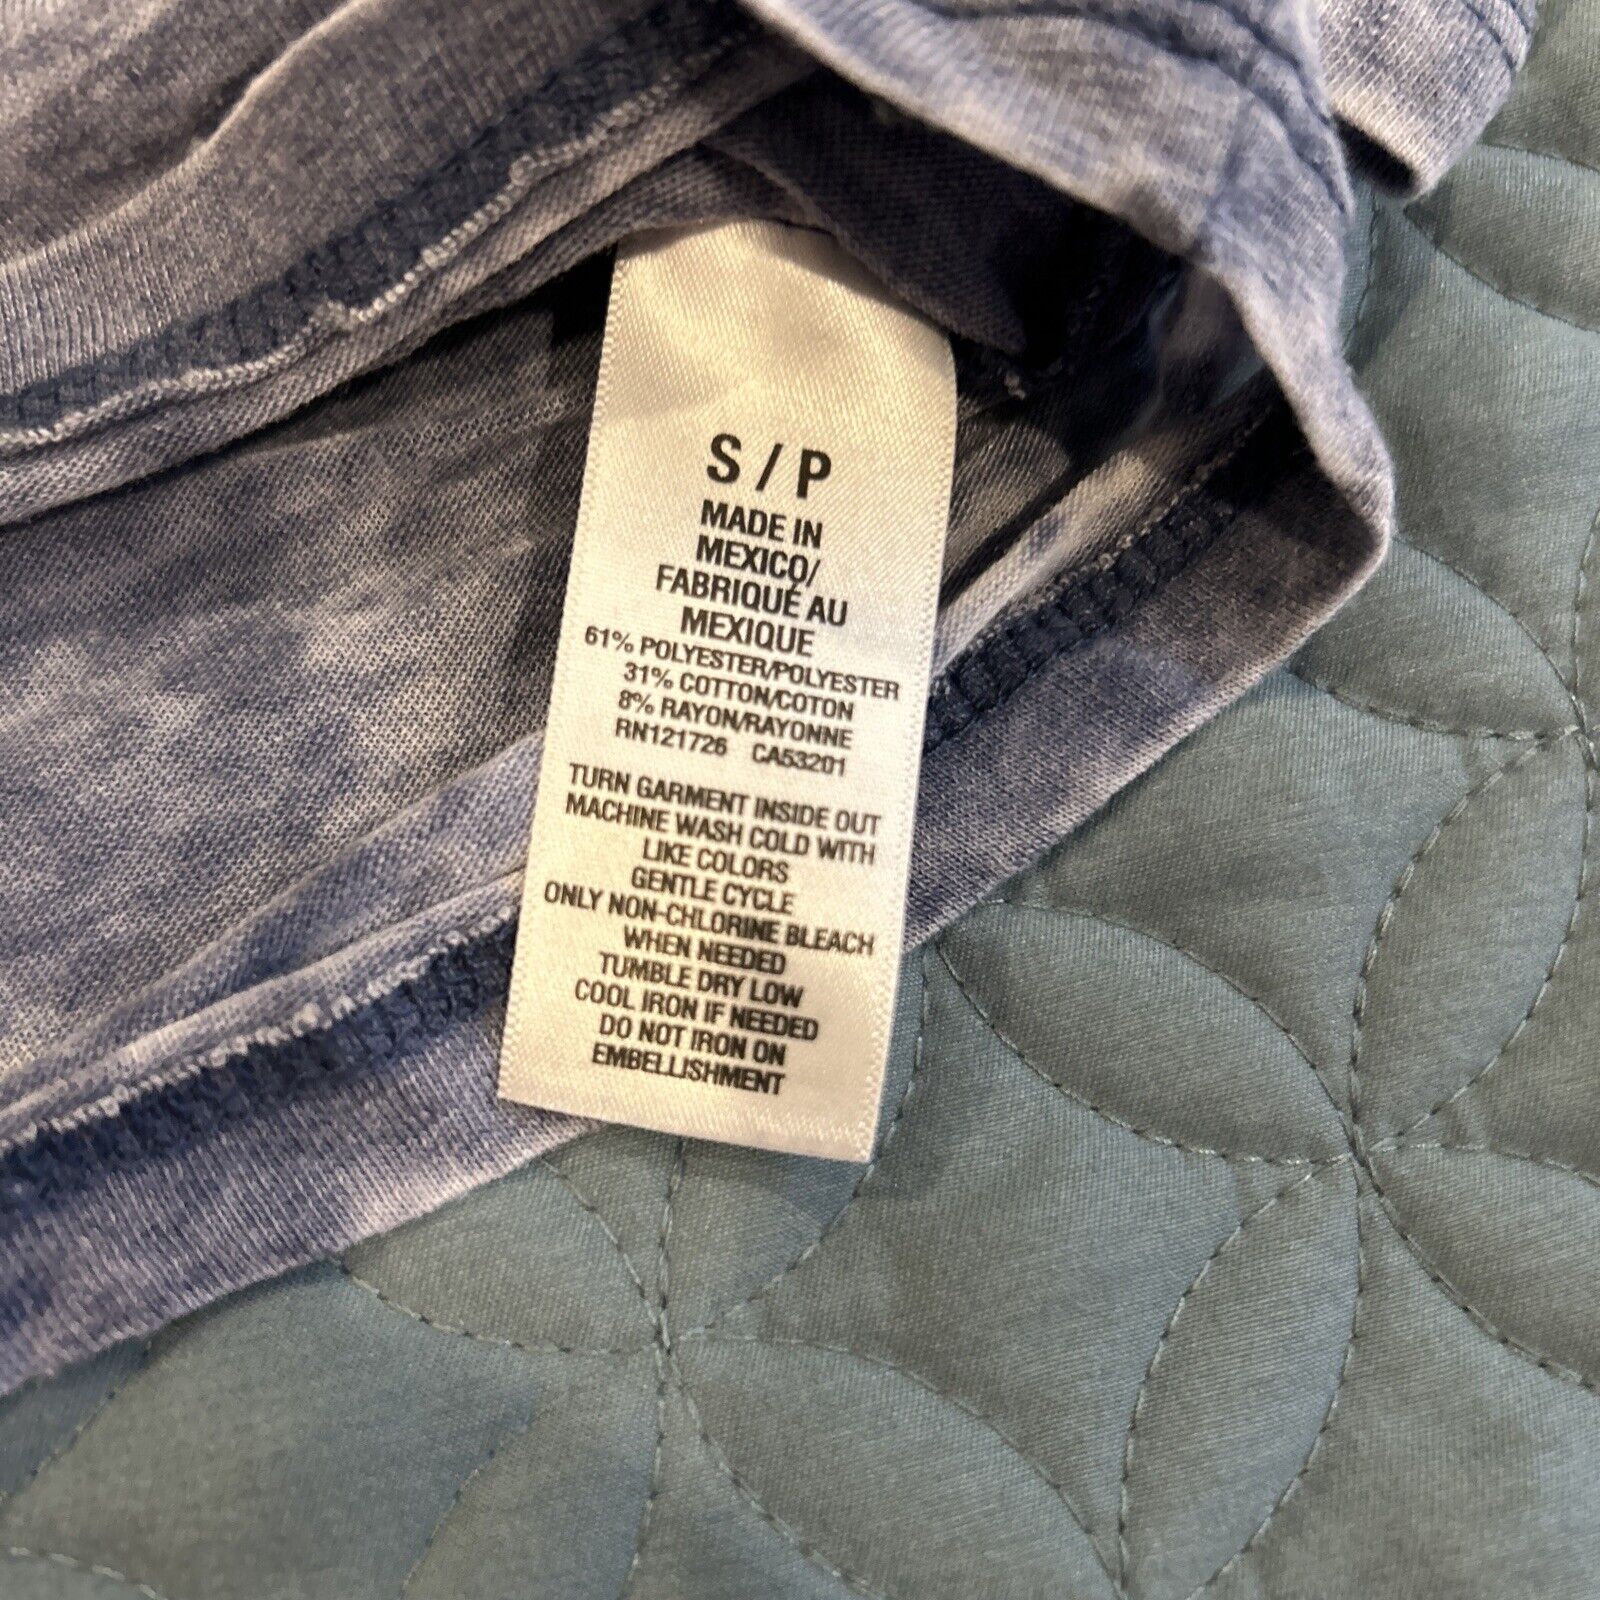 S / P
MADE IN
MEXICO/
FABRIQUÉ AU
MEXIQUE
61% POLYESTER/POLYESTER
31% COTTON/COTON
8% RAYON/RAYONNE
RN121726 CA53201
TURN GARMENT INSIDE OUT
MACHINE WASH COLD WITH
LIKE COLORS
GENTLE CYCLE
ONLY NON-CHLORINE BLEACH
WHEN NEEDED
TUMBLE DRY LOW
COOL IRON IF NEEDED
DO NOT IRON ON
EMBELLISHMENT